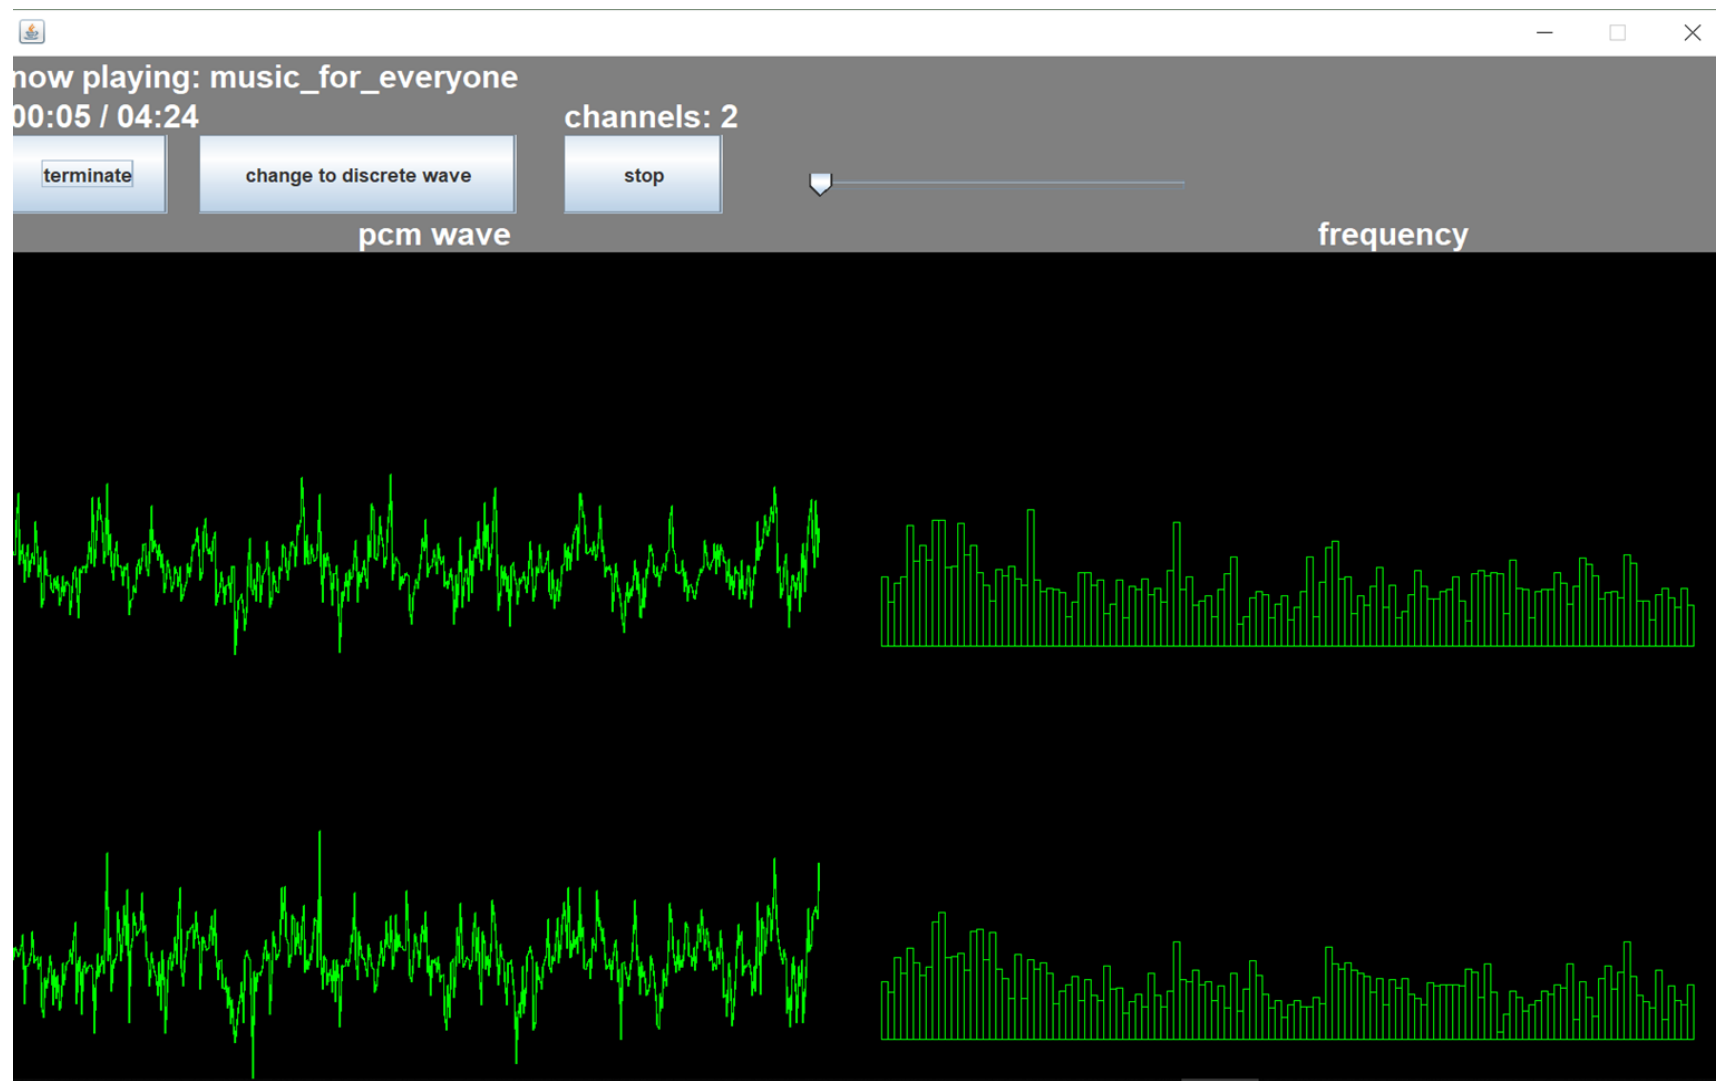 now playing: music_for_everyone
00:05 / 04:24
channels: 2
terminate
change to discrete wave
stop
pcm wave
frequency